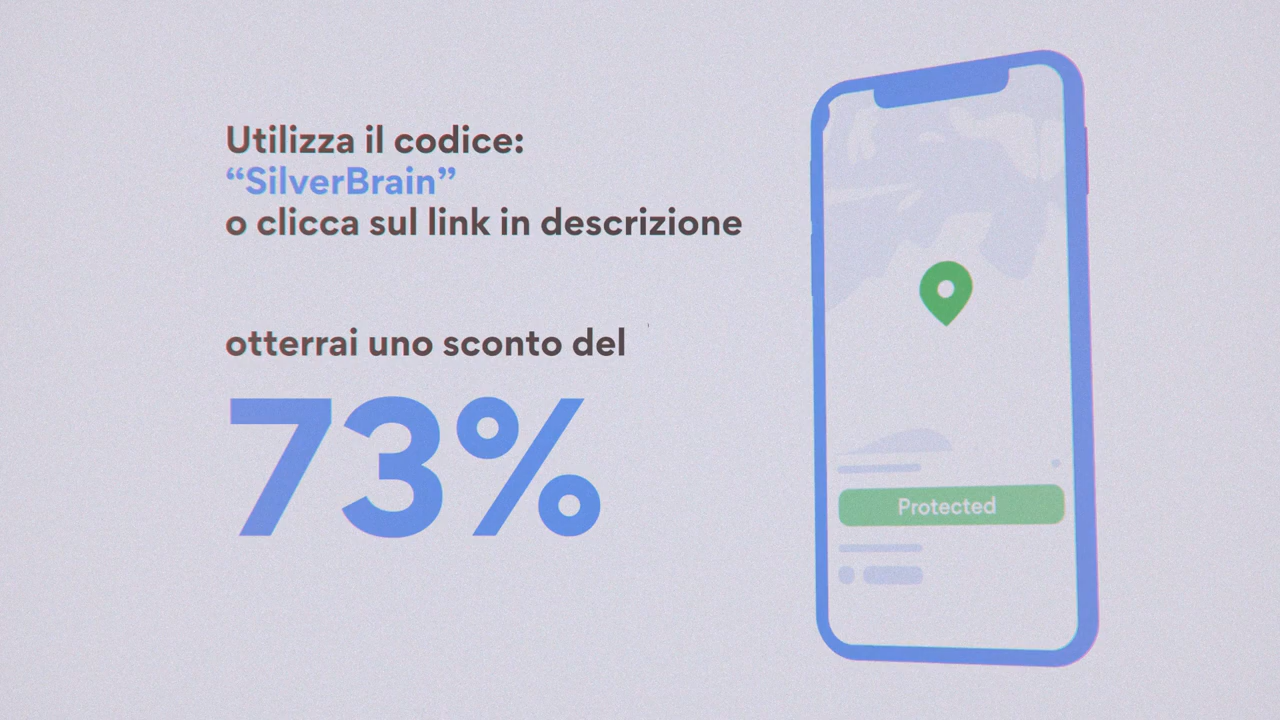 Utilizza il codice:
“SilverBrain”
o clicca sul link in descrizione
otterrai uno sconto del
73%
Protected